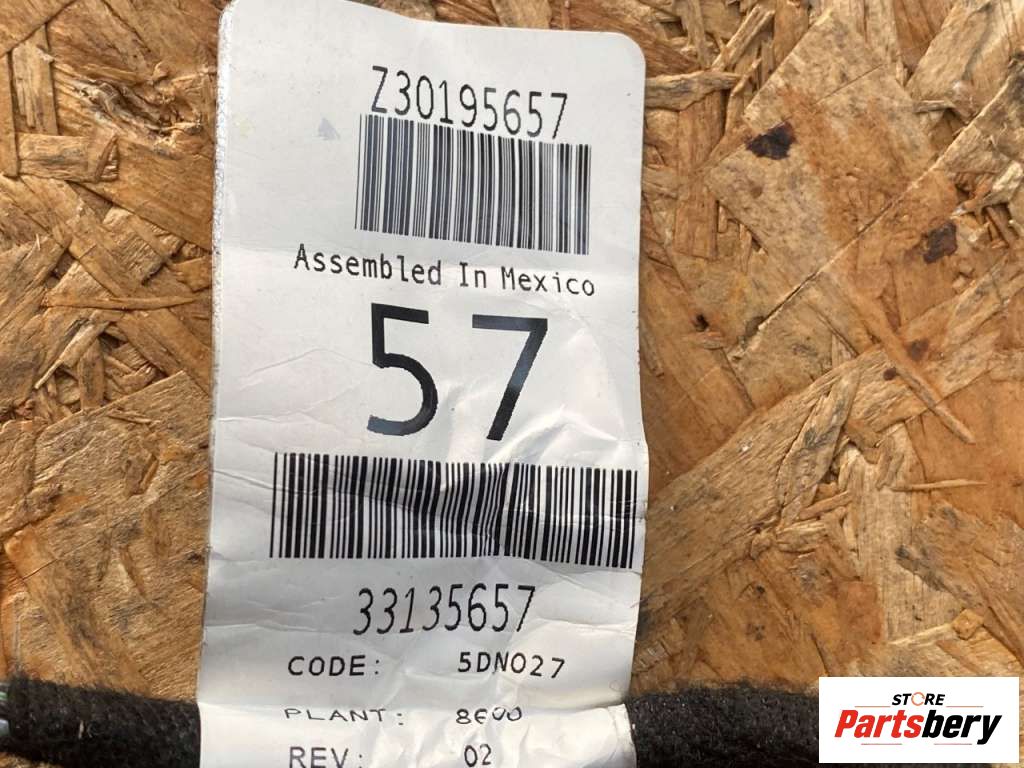 Z30195657
Assembled In Mexico
57
33135657
CODE: 5DN027
PLANT: 8600
REV: 02
STORE
Partsbery